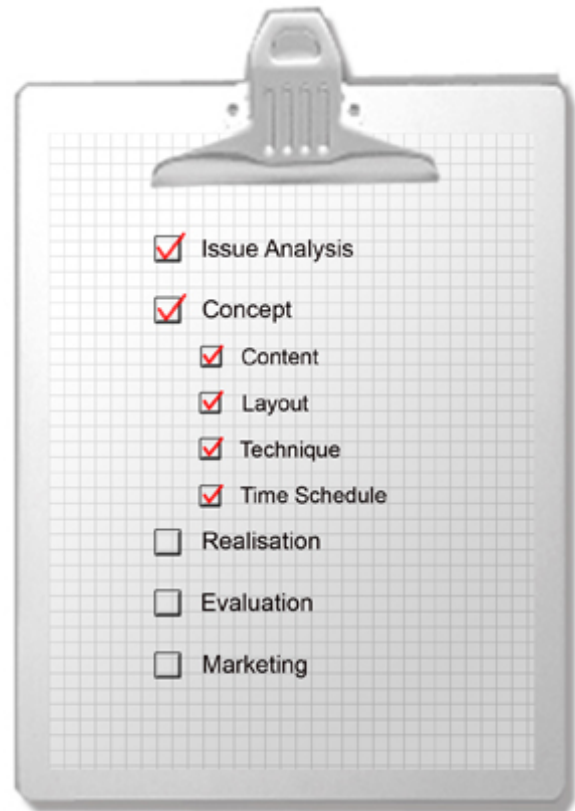 Issue Analysis
Concept
Content
Layout
Technique
Time Schedule
Realisation
Evaluation
Marketing